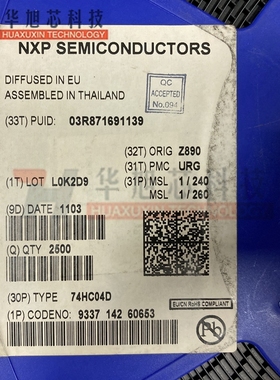 华旭芯科技
HUAXUXIN TECHNOLOGY
NXP SEMICONDUCTORS
DIFFUSED IN EU
ASSEMBLED IN THAILAND
QC
ACCEPTED
No.094
(33T) PUID: 03R871691139
(32T) ORIG Z890
(31T) PMC URG
(1T) LOT L0K2D9
(31P) MSL 1/240
MSL 1/260
(9D) DATE 1103
(Q) QTY 2500
(30P) TYPE 74HC04D
EU/CN RoHS COMPLIANT
(1P) CODENO: 9337 142 60653
Pb